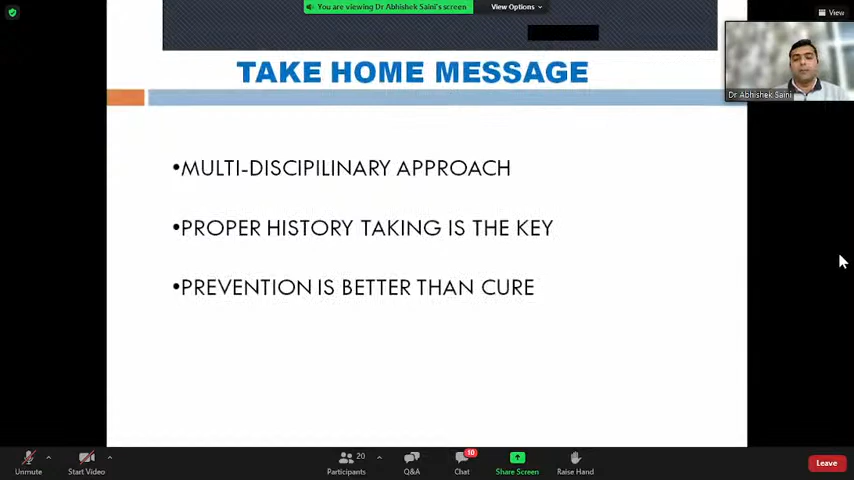 You are viewing Dr Abhishek Saini's screen
View Options
View
TAKE HOME MESSAGE
Dr Abhishek Saini
•MULTI-DISCIPILINARY APPROACH
•PROPER HISTORY TAKING IS THE KEY
•PREVENTION IS BETTER THAN CURE
Unmute
Start Video
20
Participants
Q&A
10
Chat
Share Screen
Raise Hand
Leave